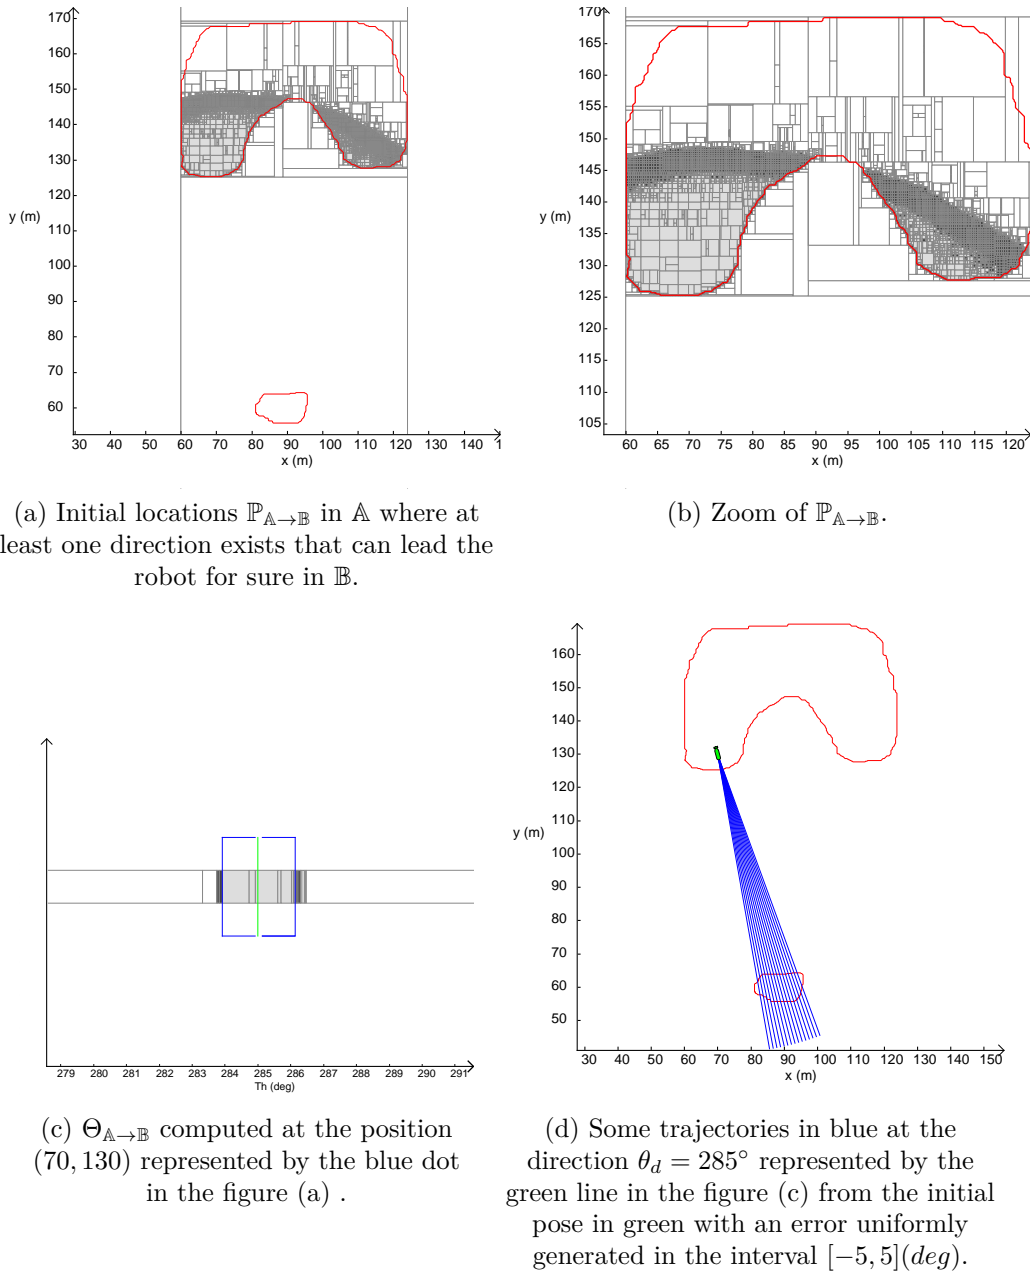 170
160
150
140
130
120
y (m)
100
90
80
70
60
30 40 50 60 70 80 90 100 110 120 130 140 1
x (m)
170
165
160
155
150
145
140
y (m)
135
130
125
120
115
110
105
60 65 70 75 80 85 90 95 100 105 110 115 120
x (m)
(a) Initial locations ℙ𝔸→𝔹 in 𝔸 where at
least one direction exists that can lead the
robot for sure in 𝔹.
(b) Zoom of ℙ𝔸→𝔹.
279 280 281 282 283 284 285 286 287 288 289 290 291
Th (deg)
160
150
140
130
120
110
y (m)
100
90
80
70
60
50
30 40 50 60 70 80 90 100 110 120 130 140 150
x (m)
(c) Θ𝔸→𝔹 computed at the position
(70, 130) represented by the blue dot
in the figure (a) .
(d) Some trajectories in blue at the
direction θd = 285° represented by the
green line in the figure (c) from the initial
pose in green with an error uniformly
generated in the interval [−5, 5](deg).